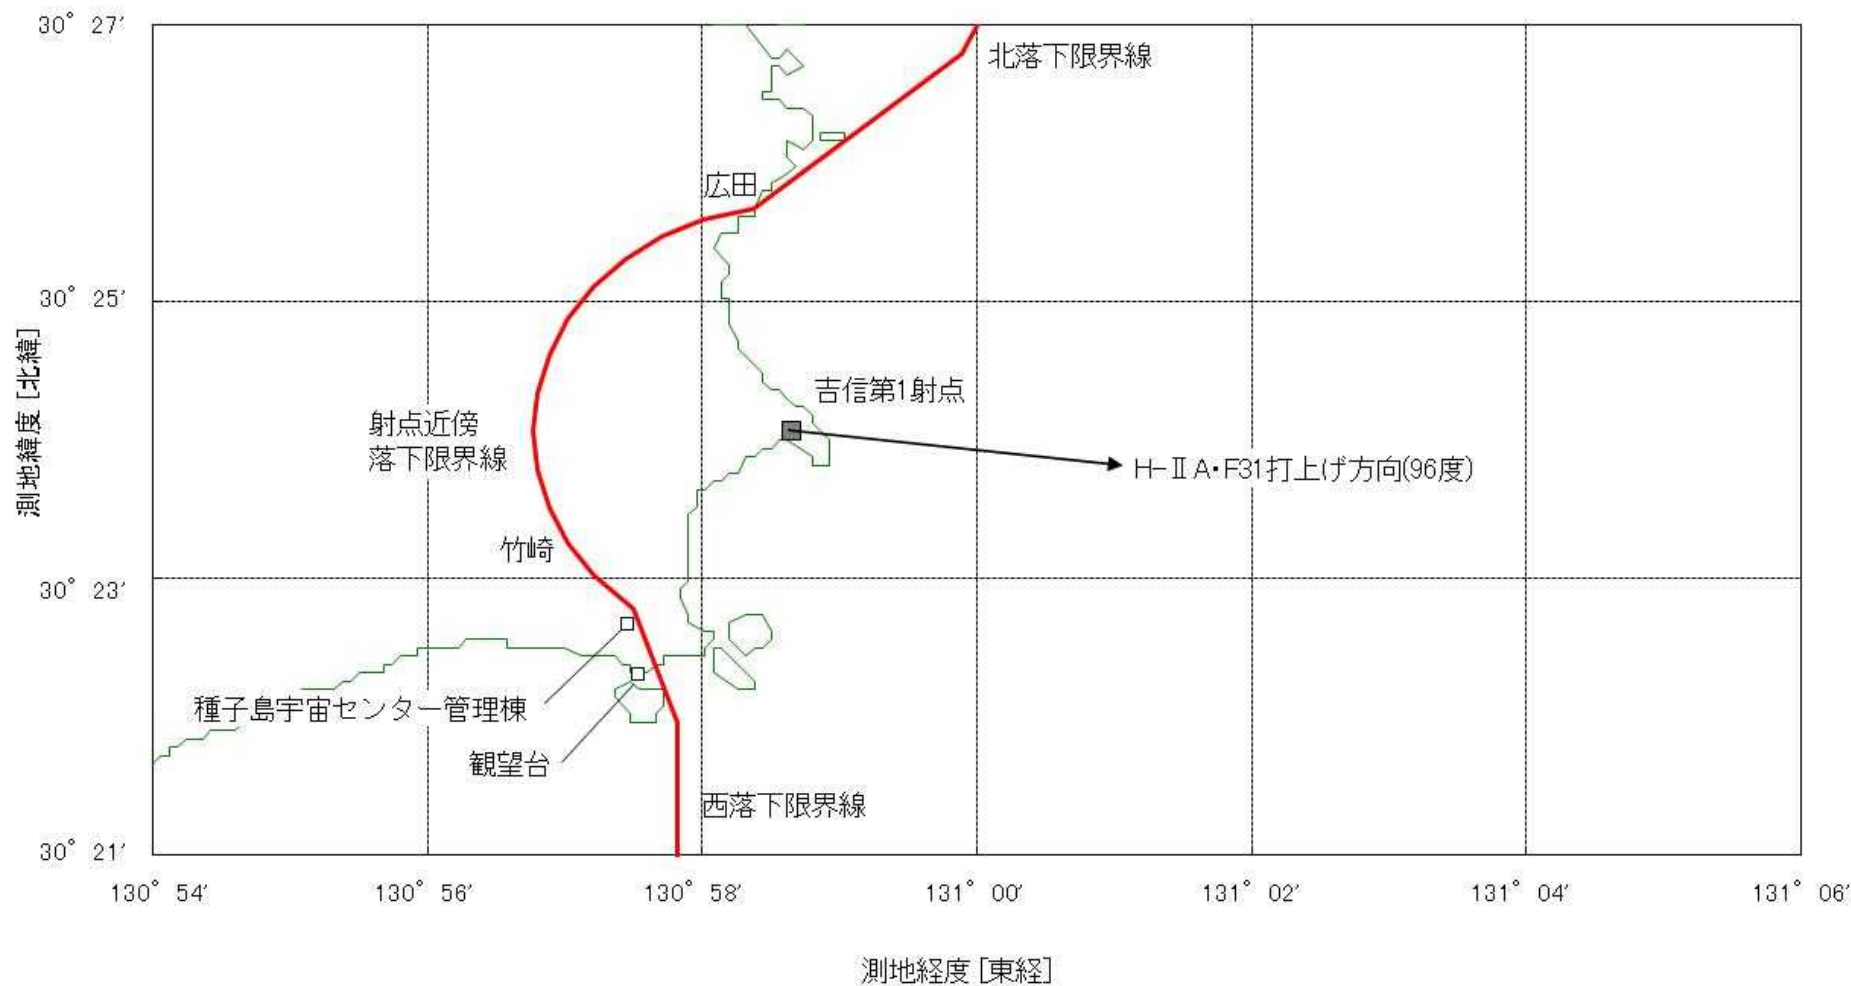 30° 27′
北落下限界線
広田
30° 25′
測地緯度 [北緯]
吉信第1射点
射点近傍
落下限界線
H-ⅡA・F31打上げ方向(96度)
竹崎
30° 23′
種子島宇宙センター管理棟
観望台
西落下限界線
30° 21′
130° 54′
130° 56′
130° 58′
131° 00′
131° 02′
131° 04′
131° 06′
測地経度 [東経]